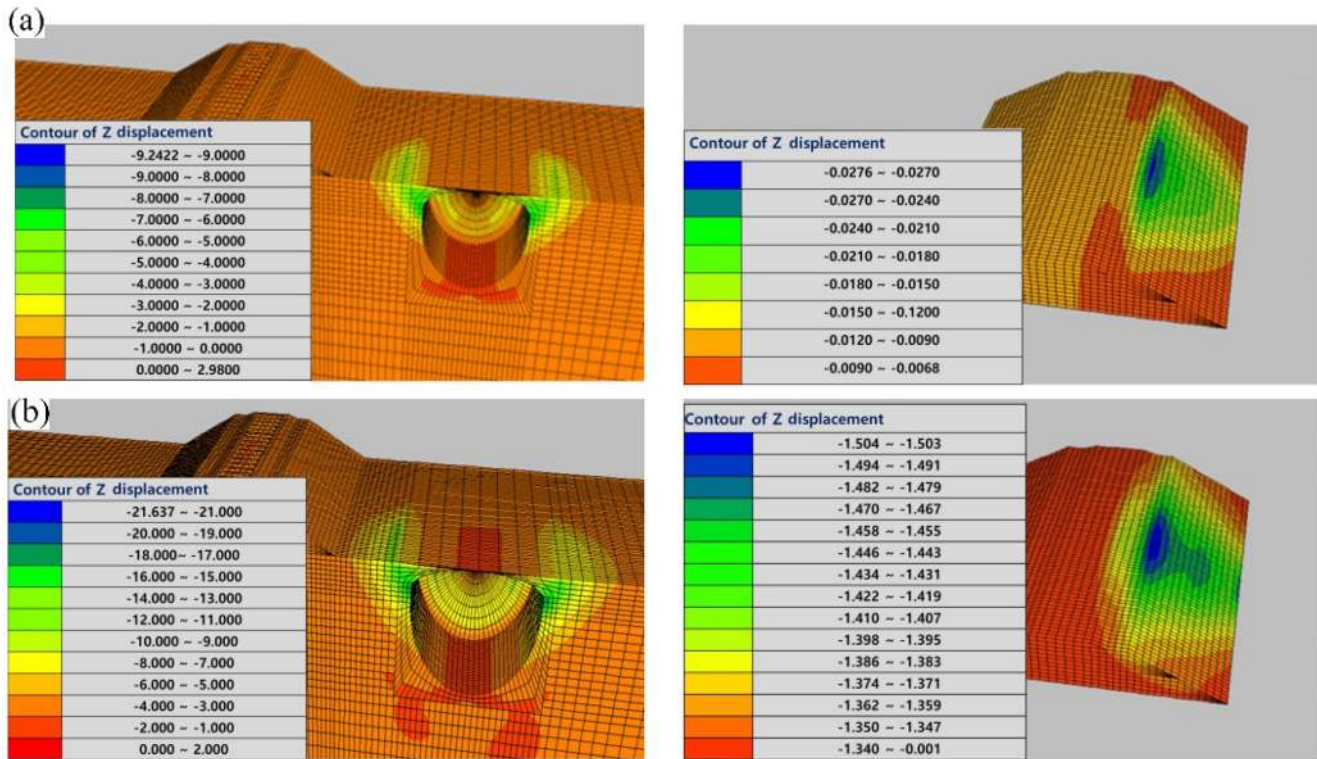 (a)
Contour of Z displacement
-9.2422 ~ -9.0000
-9.0000 ~ -8.0000
-8.0000 ~ -7.0000
-7.0000 ~ -6.0000
-6.0000 ~ -5.0000
-5.0000 ~ -4.0000
-4.0000 ~ -3.0000
-3.0000 ~ -2.0000
-2.0000 ~ -1.0000
-1.0000 ~ 0.0000
0.0000 ~ 2.9800
Contour of Z displacement
-0.0276 ~ -0.0270
-0.0270 ~ -0.0240
-0.0240 ~ -0.0210
-0.0210 ~ -0.0180
-0.0180 ~ -0.0150
-0.0150 ~ -0.1200
-0.0120 ~ -0.0090
-0.0090 ~ -0.0068
(b)
Contour of Z displacement
-21.637 ~ -21.000
-20.000 ~ -19.000
-18.000~ -17.000
-16.000 ~ -15.000
-14.000 ~ -13.000
-12.000 ~ -11.000
-10.000 ~ -9.000
-8.000 ~ -7.000
-6.000 ~ -5.000
-4.000 ~ -3.000
-2.000 ~ -1.000
0.000 ~ 2.000
Contour of Z displacement
-1.504 ~ -1.503
-1.494 ~ -1.491
-1.482 ~ -1.479
-1.470 ~ -1.467
-1.458 ~ -1.455
-1.446 ~ -1.443
-1.434 ~ -1.431
-1.422 ~ -1.419
-1.410 ~ -1.407
-1.398 ~ -1.395
-1.386 ~ -1.383
-1.374 ~ -1.371
-1.362 ~ -1.359
-1.350 ~ -1.347
-1.340 ~ -0.001